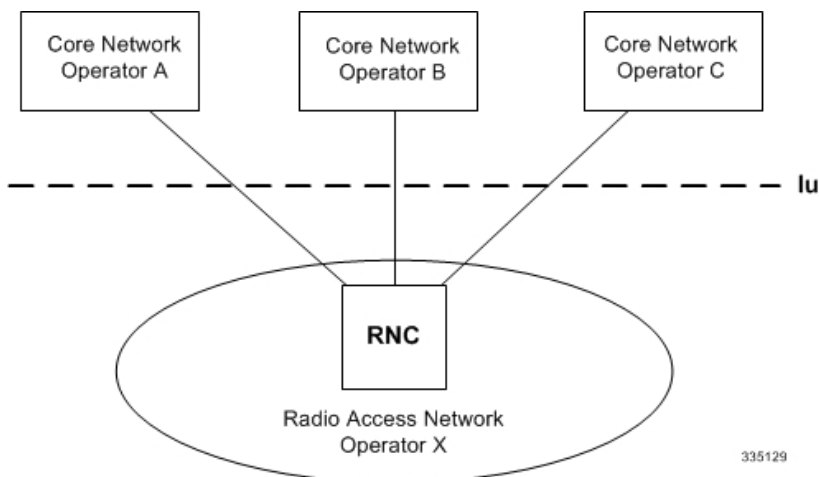 Core Network
Operator A
Core Network
Operator B
Core Network
Operator C
Iu
RNC
Radio Access Network
Operator X
335129